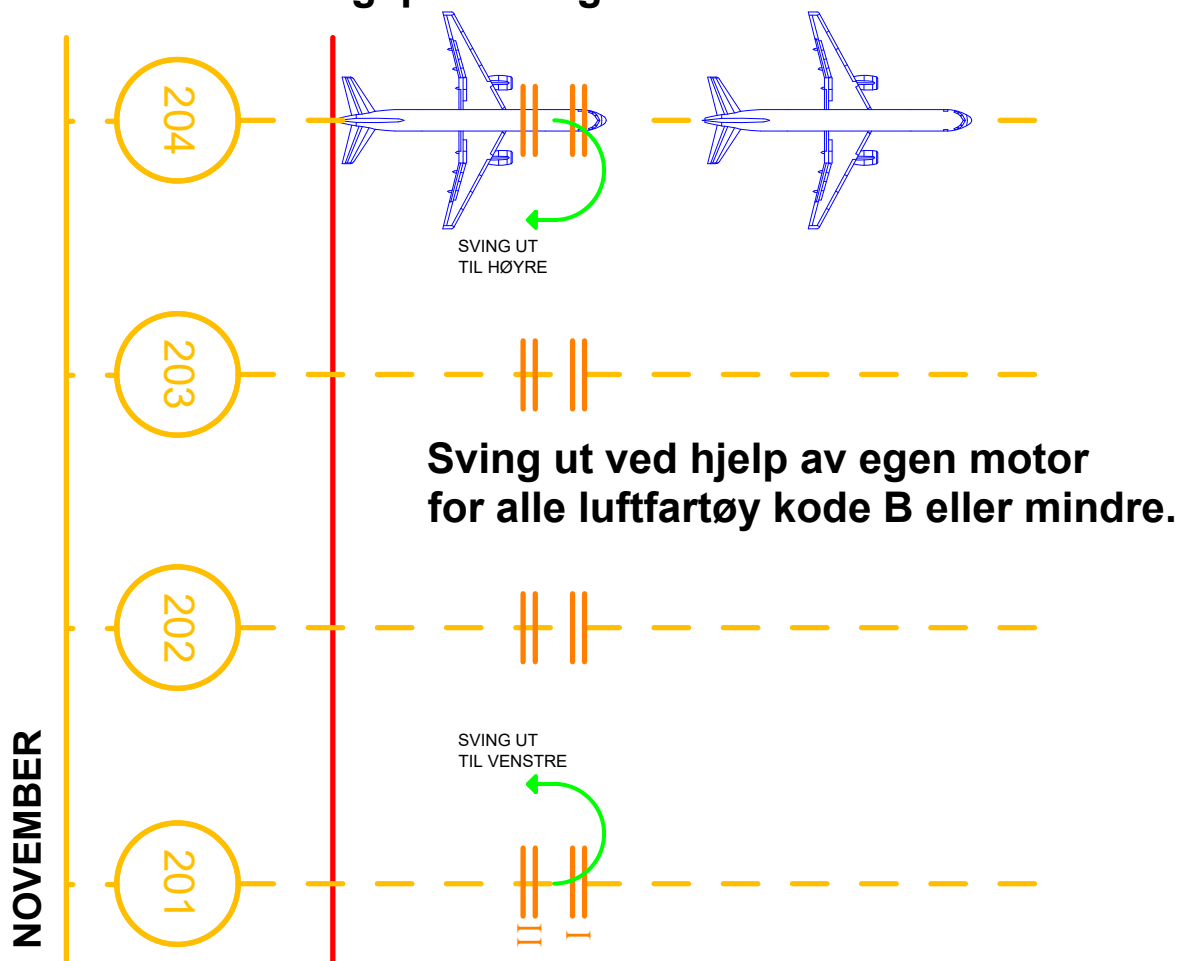 204
SVING UT
TIL HØYRE
203
Sving ut ved hjelp av egen motor
for alle luftfartøy kode B eller mindre.
202
SVING UT
TIL VENSTRE
NOVEMBER
201
II
I